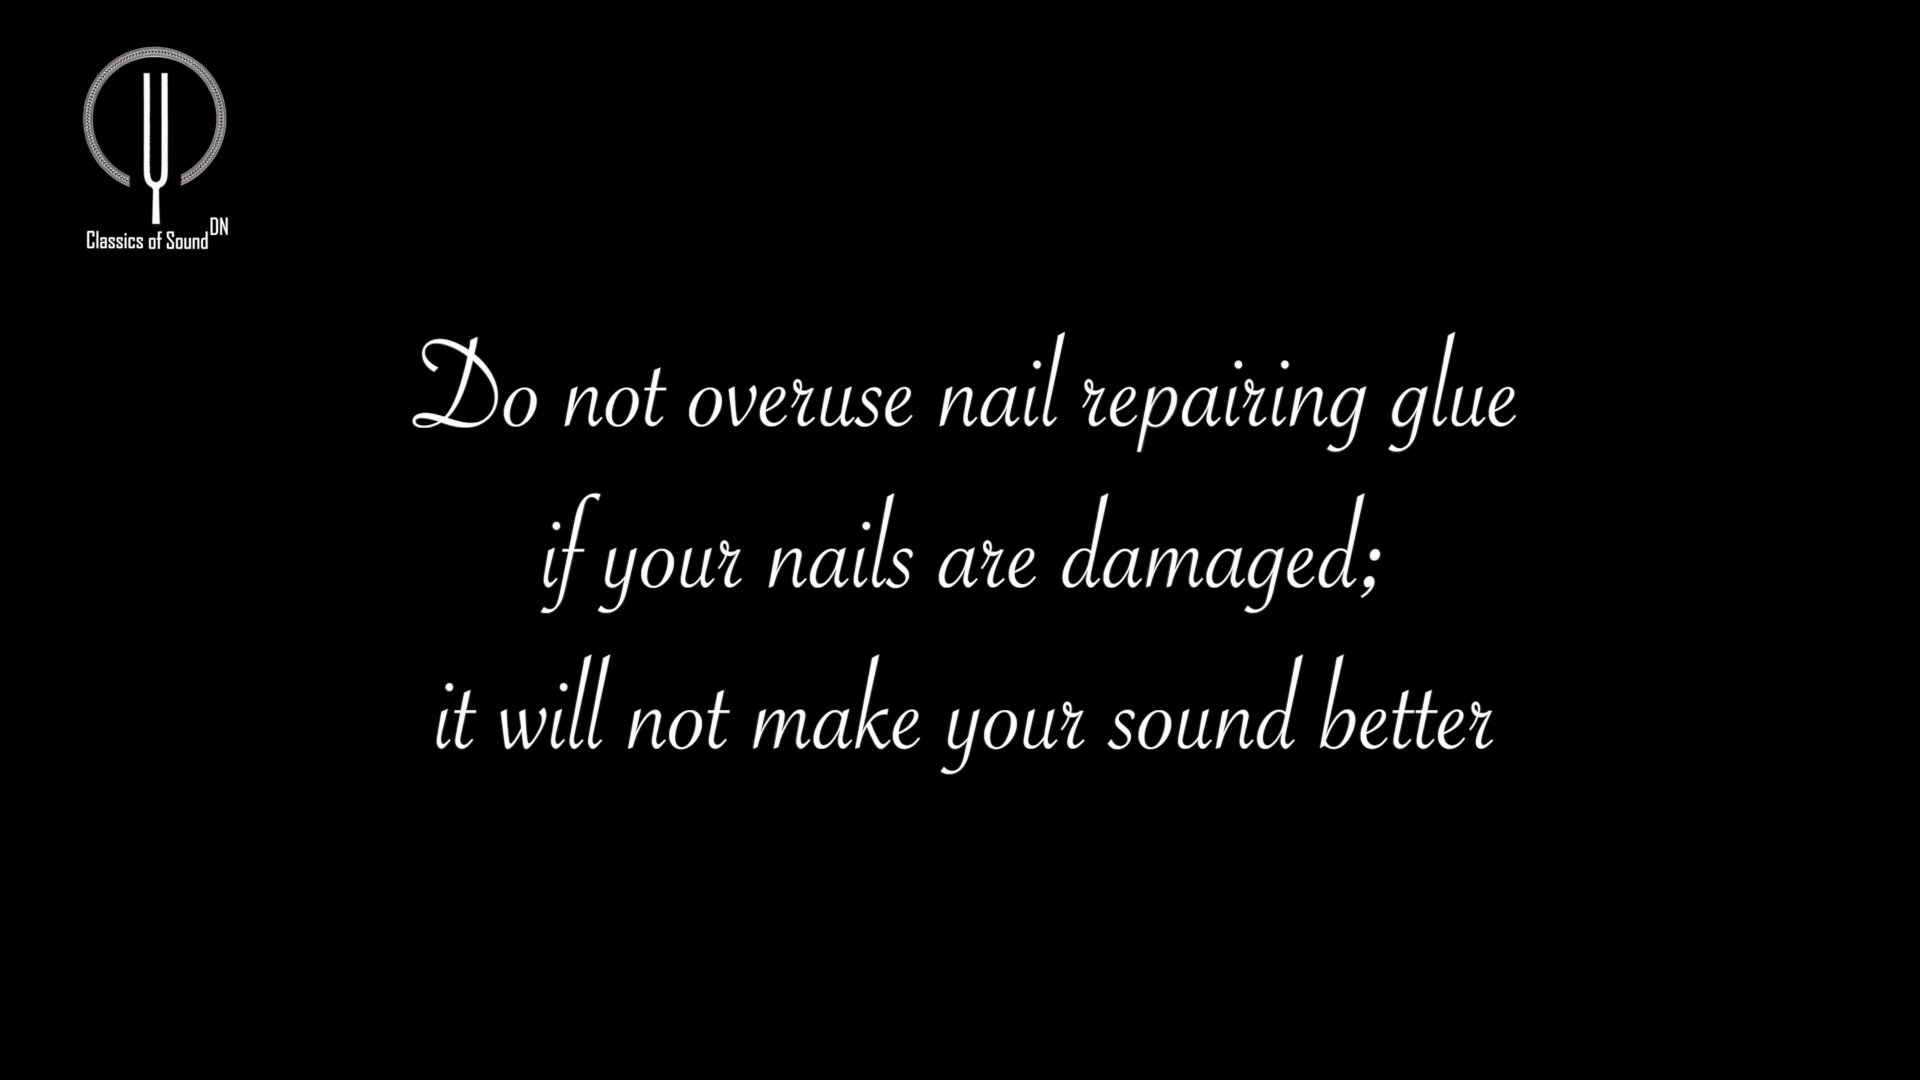 Classics of Sound DN
Do not overuse nail repairing glue
if your nails are damaged;
it will not make your sound better